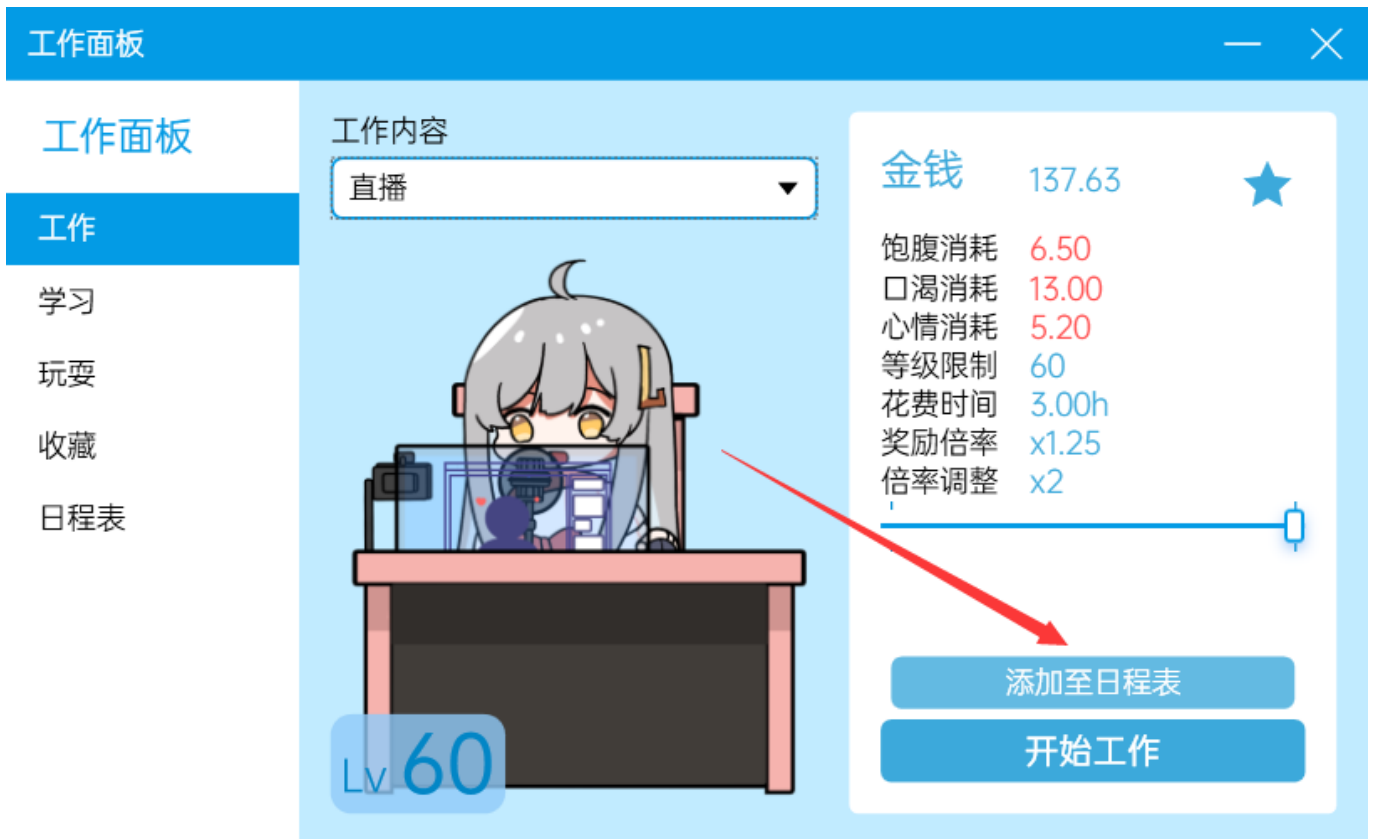 工作面板
工作面板
工作
学习
玩耍
收藏
日程表
工作内容
直播
Lv 60
金钱 137.63
饱腹消耗 6.50
口渴消耗 13.00
心情消耗 5.20
等级限制 60
花费时间 3.00h
奖励倍率 x1.25
倍率调整 x2
添加至日程表
开始工作